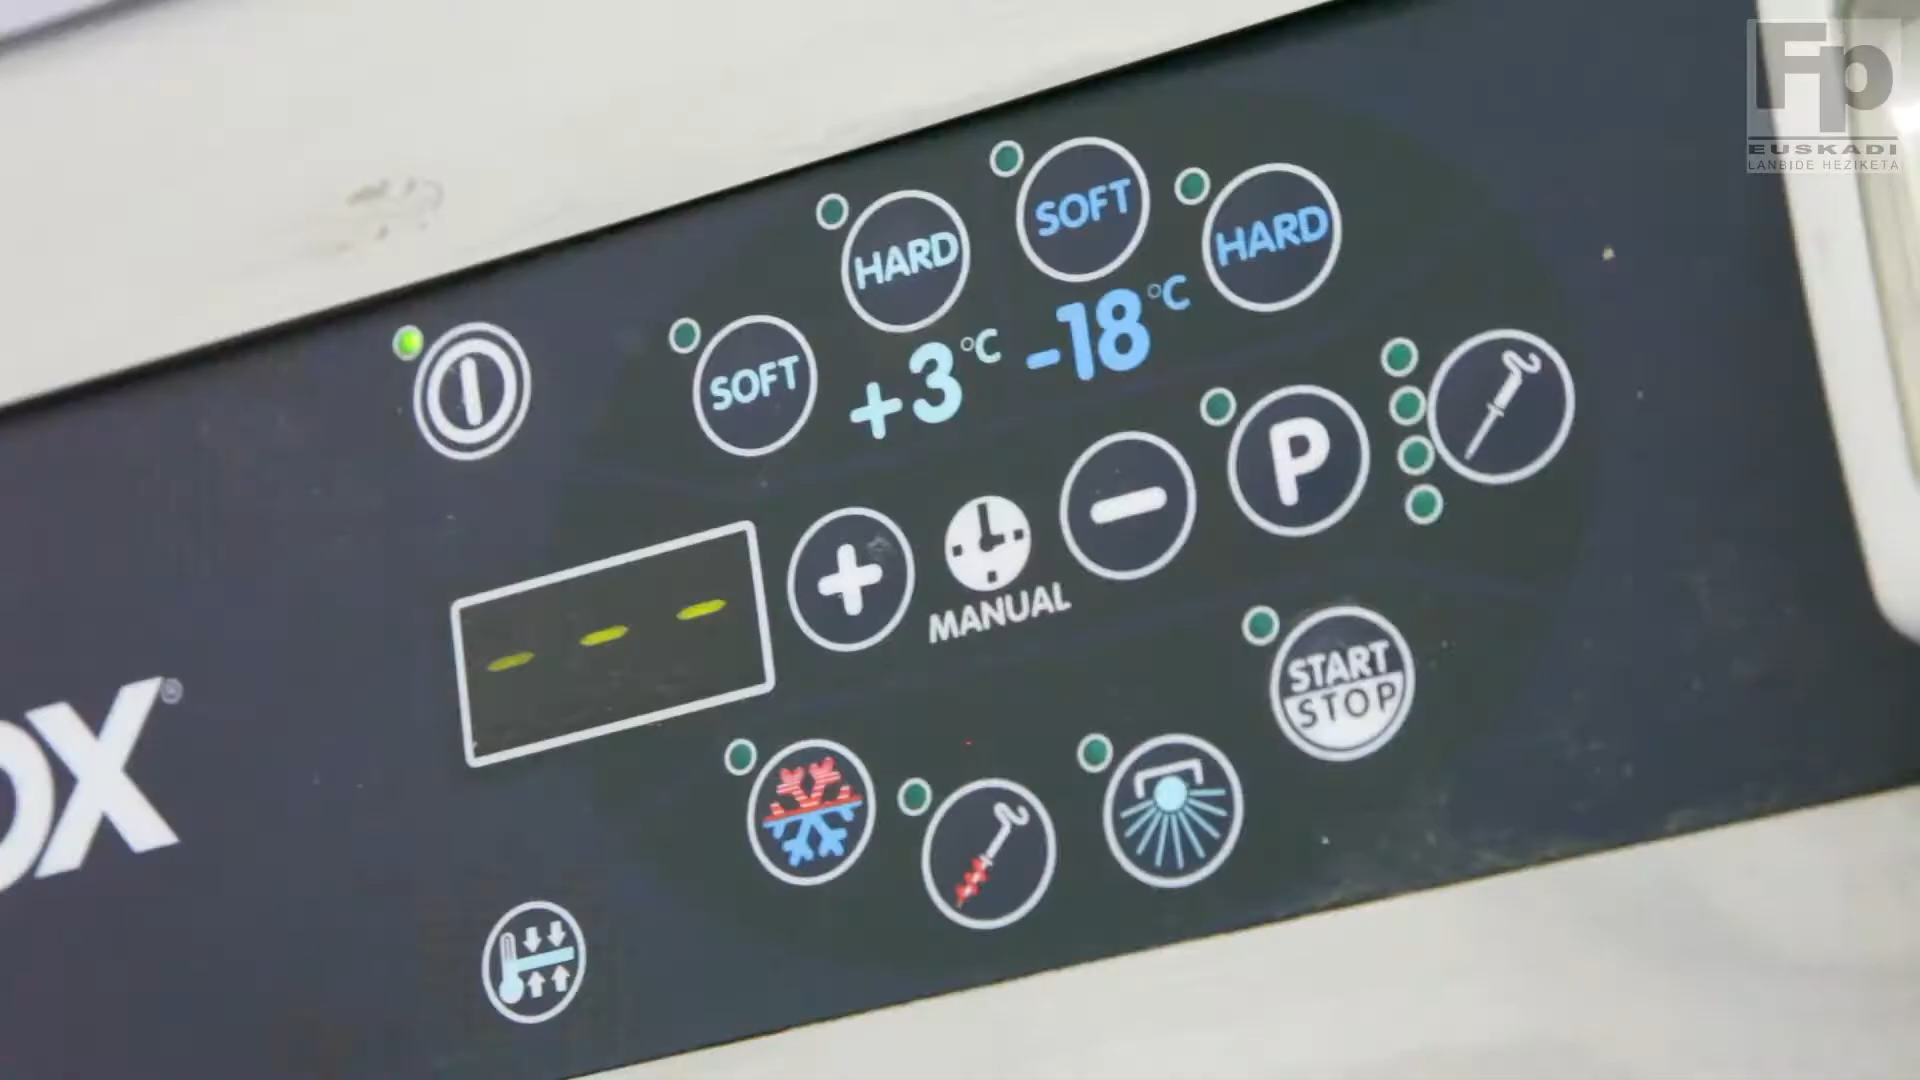 Fp
EUSKADI
LANBIDE HEZIKETA
SOFT
HARD
SOFT
HARD
+3°C
-18°C
P
---
+
MANUAL
-
START
STOP
OX®